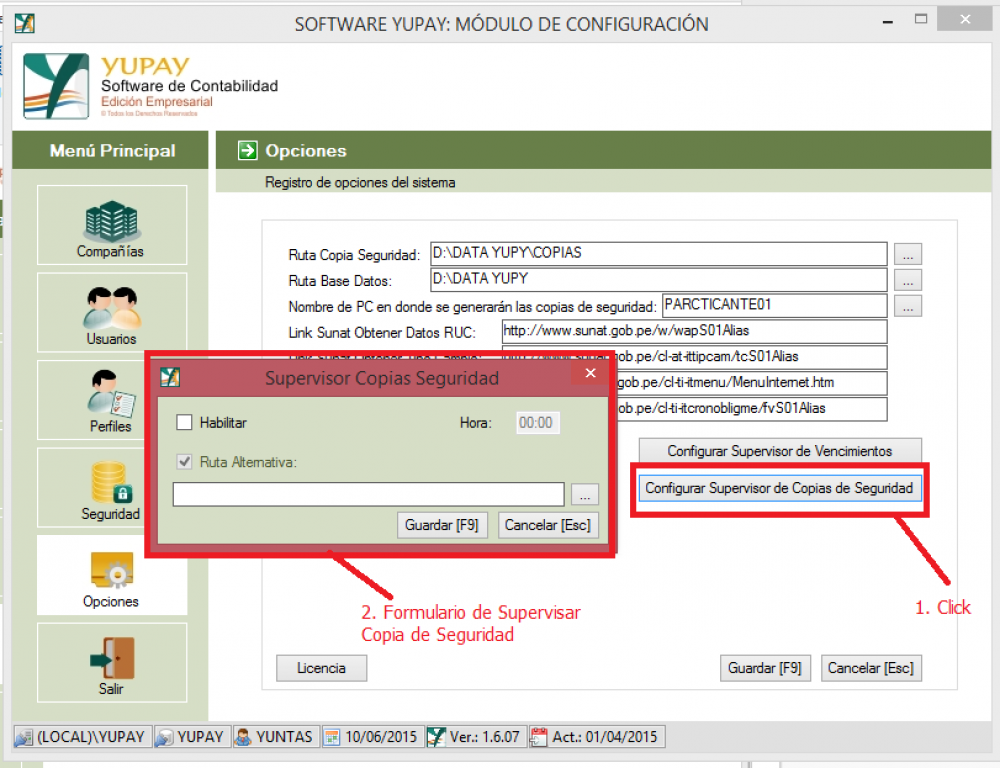 SOFTWARE YUPAY: MÓDULO DE CONFIGURACIÓN
YUPAY
Software de Contabilidad
Edición Empresarial
© Todos los Derechos Reservados
Menú Principal
Opciones
Registro de opciones del sistema
Compañías
Usuarios
Perfiles
Seguridad
Opciones
Salir
Ruta Copia Seguridad: D:\DATA YUPY\COPIAS ...
Ruta Base Datos: D:\DATA YUPY ...
Nombre de PC en donde se generarán las copias de seguridad: PARCTICANTE01 ...
Link Sunat Obtener Datos RUC: http://www.sunat.gob.pe/w/wapS01Alias
gob.pe/cl-at-ittipcam/tcS01Alias
gob.pe/cl-ti-itmenu/MenuInternet.htm
ob.pe/cl-ti-itcronobligme/fvS01Alias
Supervisor Copias Seguridad
Habilitar Hora: 00:00
Ruta Alternativa:
...
Guardar [F9] Cancelar [Esc]
Configurar Supervisor de Vencimientos
Configurar Supervisor de Copias de Seguridad
1. Click
2. Formulario de Supervisar
Copia de Seguridad
Licencia Guardar [F9] Cancelar [Esc]
(LOCAL)\YUPAY YUPAY YUNTAS 10/06/2015 Ver.: 1.6.07 Act.: 01/04/2015